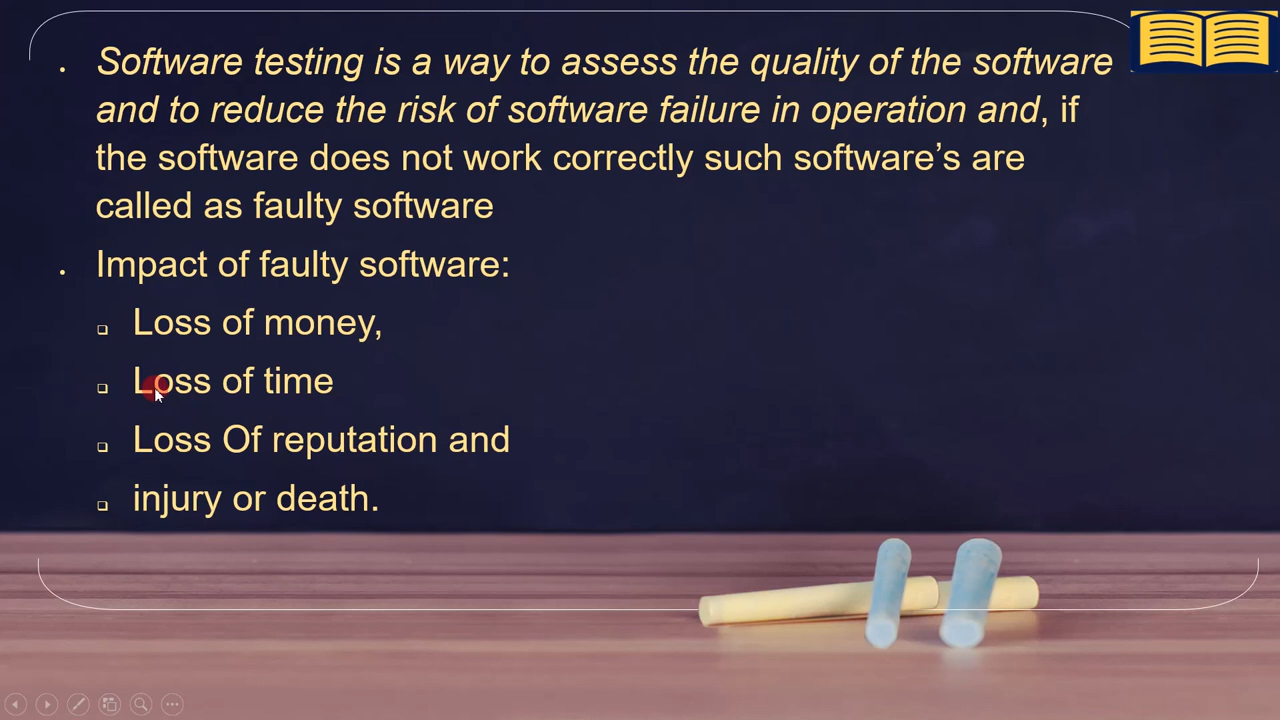 Software testing is a way to assess the quality of the software
and to reduce the risk of software failure in operation and, if
the software does not work correctly such software’s are
called as faulty software
Impact of faulty software:
Loss of money,
Loss of time
Loss Of reputation and
injury or death.